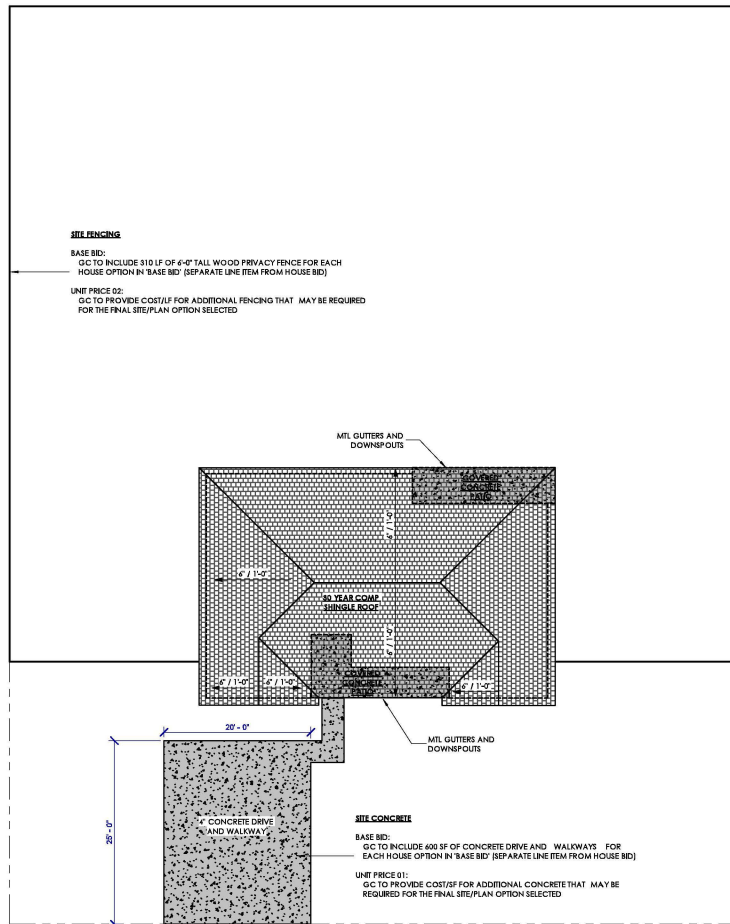 SITE FENCING
BASE BID:
GC TO INCLUDE 310 LF OF 6'-0" TALL WOOD PRIVACY FENCE FOR EACH
HOUSE OPTION IN 'BASE BID' (SEPARATE LINE ITEM FROM HOUSE BID)
UNIT PRICE 02:
GC TO PROVIDE COST/LF FOR ADDITIONAL FENCING THAT MAY BE REQUIRED
FOR THE FINAL SITE/PLAN OPTION SELECTED
MTL GUTTERS AND
DOWNSPOUTS
COVERED
CONCRETE
PATIO
6" / 1'-0"
6" / 1'-0"
30 YEAR COMP
SHINGLE ROOF
6" / 1'-0"
COVERED
CONCRETE
PATIO
6" / 1'-0"
6" / 1'-0"
6" / 1'-0"
20' - 0"
MTL GUTTERS AND
DOWNSPOUTS
25' - 0"
4" CONCRETE DRIVE
AND WALKWAY
SITE CONCRETE
BASE BID:
GC TO INCLUDE 600 SF OF CONCRETE DRIVE AND WALKWAYS FOR
EACH HOUSE OPTION IN 'BASE BID' (SEPARATE LINE ITEM FROM HOUSE BID)
UNIT PRICE 01:
GC TO PROVIDE COST/SF FOR ADDITIONAL CONCRETE THAT MAY BE
REQUIRED FOR THE FINAL SITE/PLAN OPTION SELECTED